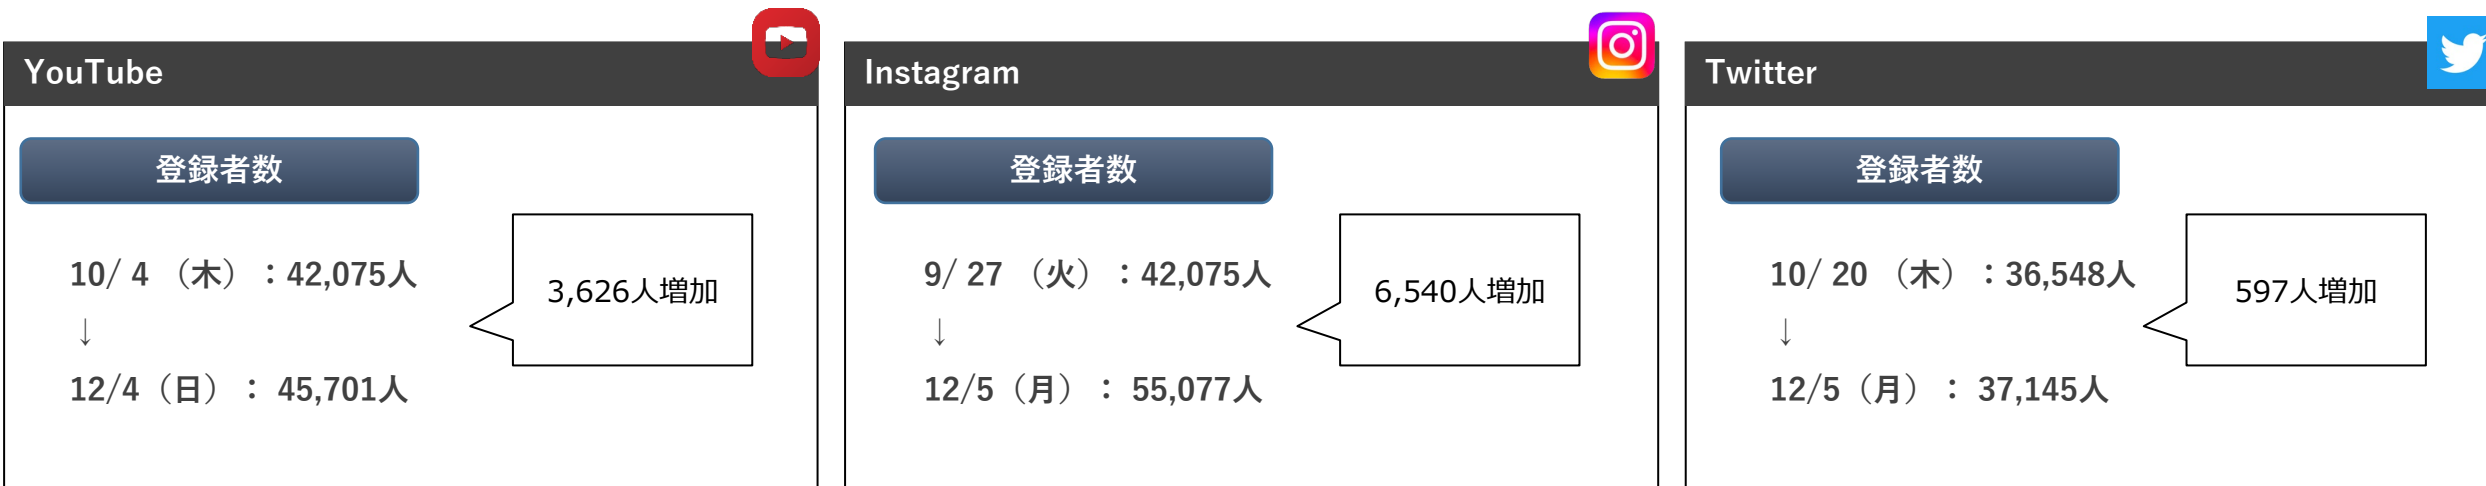 YouTube
登録者数
10/ 4 （木）：42,075人
↓
12/4（日）： 45,701人
3,626人増加
Instagram
登録者数
9/ 27 （火）：42,075人
↓
12/5（月）： 55,077人
6,540人増加
Twitter
登録者数
10/ 20 （木）：36,548人
↓
12/5（月）： 37,145人
597人増加